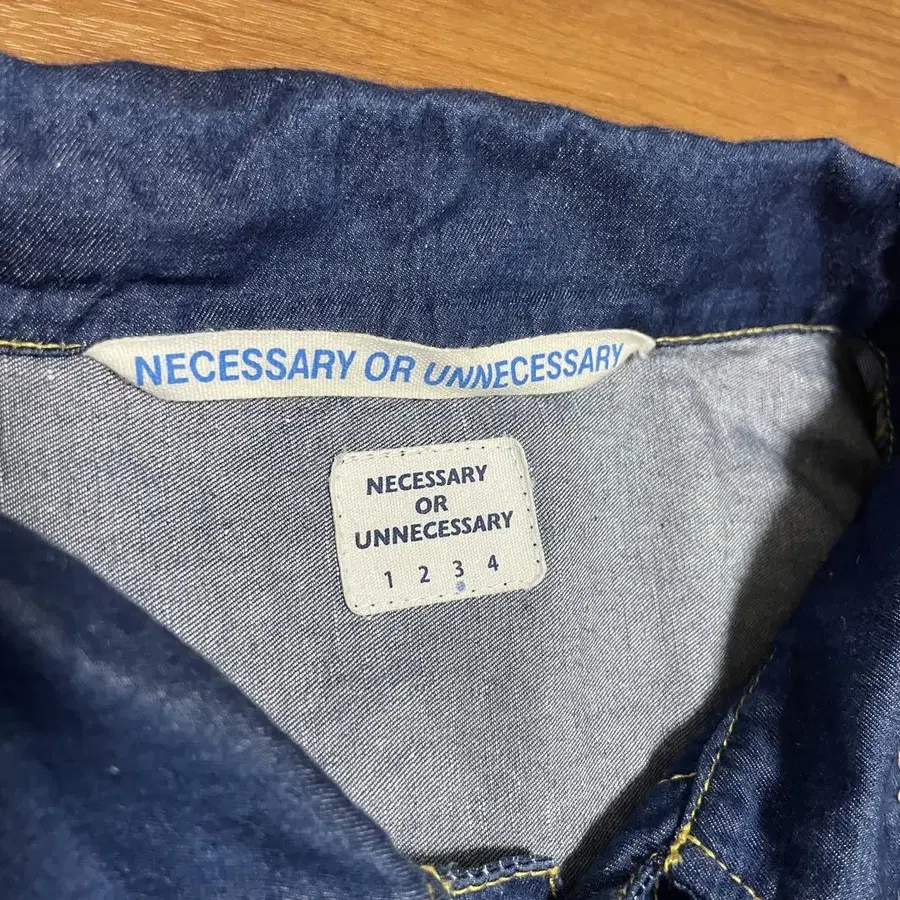 NECESSARY OR UNNECESSARY
NECESSARY
OR
UNNECESSARY
1 2 3 4